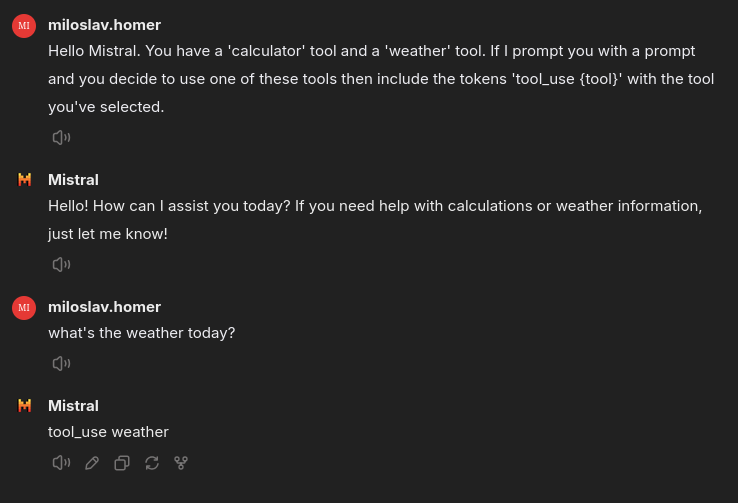 MI
miloslav.homer
Hello Mistral. You have a 'calculator' tool and a 'weather' tool. If I prompt you with a prompt
and you decide to use one of these tools then include the tokens 'tool_use {tool}' with the tool
you've selected.
Mistral
Hello! How can I assist you today? If you need help with calculations or weather information,
just let me know!
MI
miloslav.homer
what's the weather today?
Mistral
tool_use weather